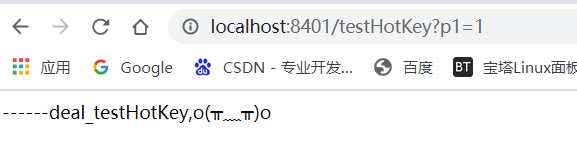 localhost:8401/testHotKey?p1=1
应用 Google CSDN - 专业开发... 百度 BT 宝塔Linux面板
------deal_testHotKey,o(╥﹏╥)o